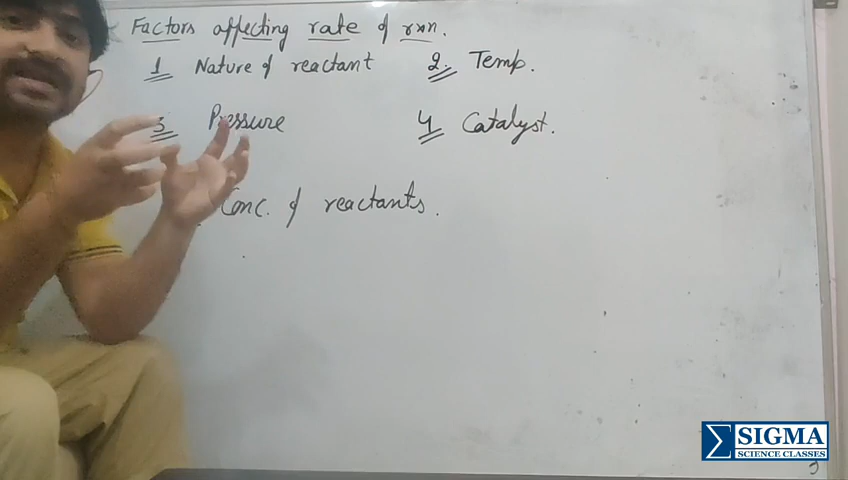 Factors affecting rate of rxn.
1 Nature of reactant 2. Temp.
3 Pressure 4 Catalyst.
Conc. of reactants.
Σ SIGMA
SCIENCE CLASSES